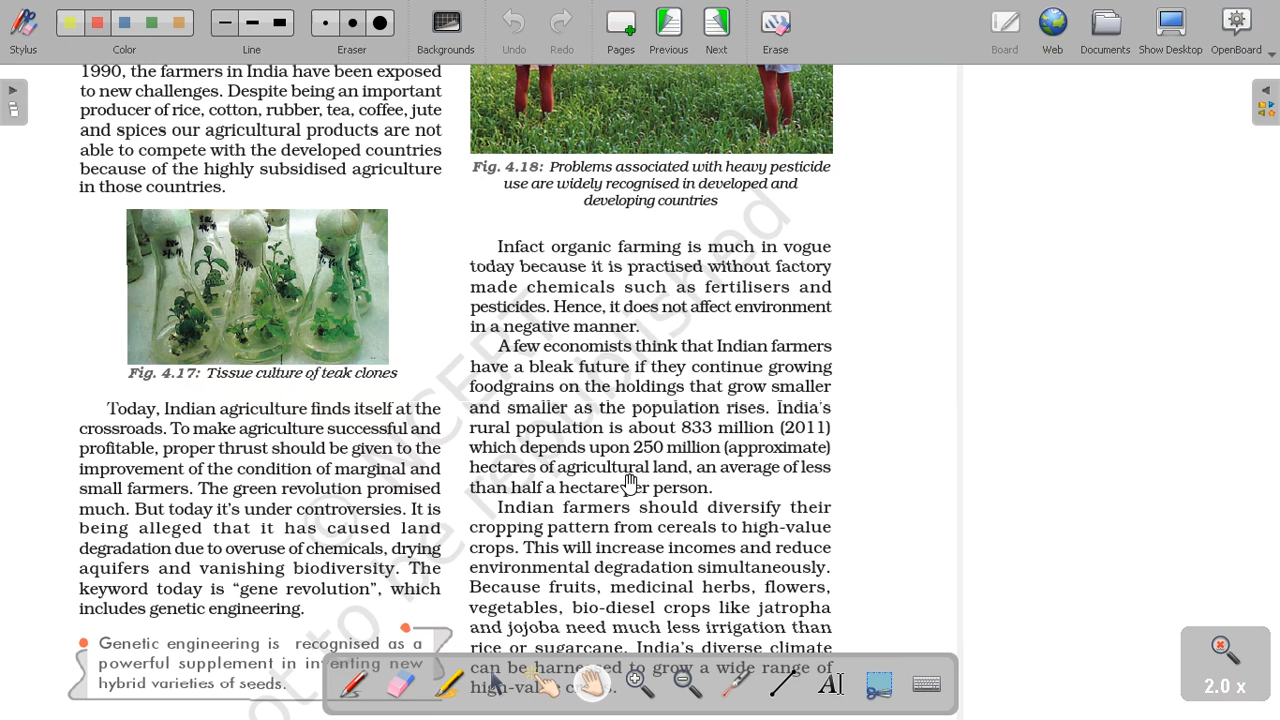 Stylus
Color
Line
Eraser
Backgrounds
Undo
Redo
Pages
Previous
Next
Erase
Board
Web
Documents
Show Desktop
OpenBoard
1990, the farmers in India have been exposed
to new challenges. Despite being an important
producer of rice, cotton, rubber, tea, coffee, jute
and spices our agricultural products are not
able to compete with the developed countries
because of the highly subsidised agriculture
in those countries.
Fig. 4.17: Tissue culture of teak clones
Today, Indian agriculture finds itself at the
crossroads. To make agriculture successful and
profitable, proper thrust should be given to the
improvement of the condition of marginal and
small farmers. The green revolution promised
much. But today it's under controversies. It is
being alleged that it has caused land
degradation due to overuse of chemicals, drying
aquifers and vanishing biodiversity. The
keyword today is “gene revolution”, which
includes genetic engineering.
Genetic engineering is recognised as a
powerful supplement in inventing new
hybrid varieties of seeds.
Fig. 4.18: Problems associated with heavy pesticide
use are widely recognised in developed and
developing countries
Infact organic farming is much in vogue
today because it is practised without factory
made chemicals such as fertilisers and
pesticides. Hence, it does not affect environment
in a negative manner.
A few economists think that Indian farmers
have a bleak future if they continue growing
foodgrains on the holdings that grow smaller
and smaller as the population rises. India's
rural population is about 833 million (2011)
which depends upon 250 million (approximate)
hectares of agricultural land, an average of less
than half a hectare per person.
Indian farmers should diversify their
cropping pattern from cereals to high-value
crops. This will increase incomes and reduce
environmental degradation simultaneously.
Because fruits, medicinal herbs, flowers,
vegetables, bio-diesel crops like jatropha
and jojoba need much less irrigation than
rice or sugarcane. India's diverse climate
can be harnessed to grow a wide range of
high-value crops.
© NCERT
not to be republished
2.0 x